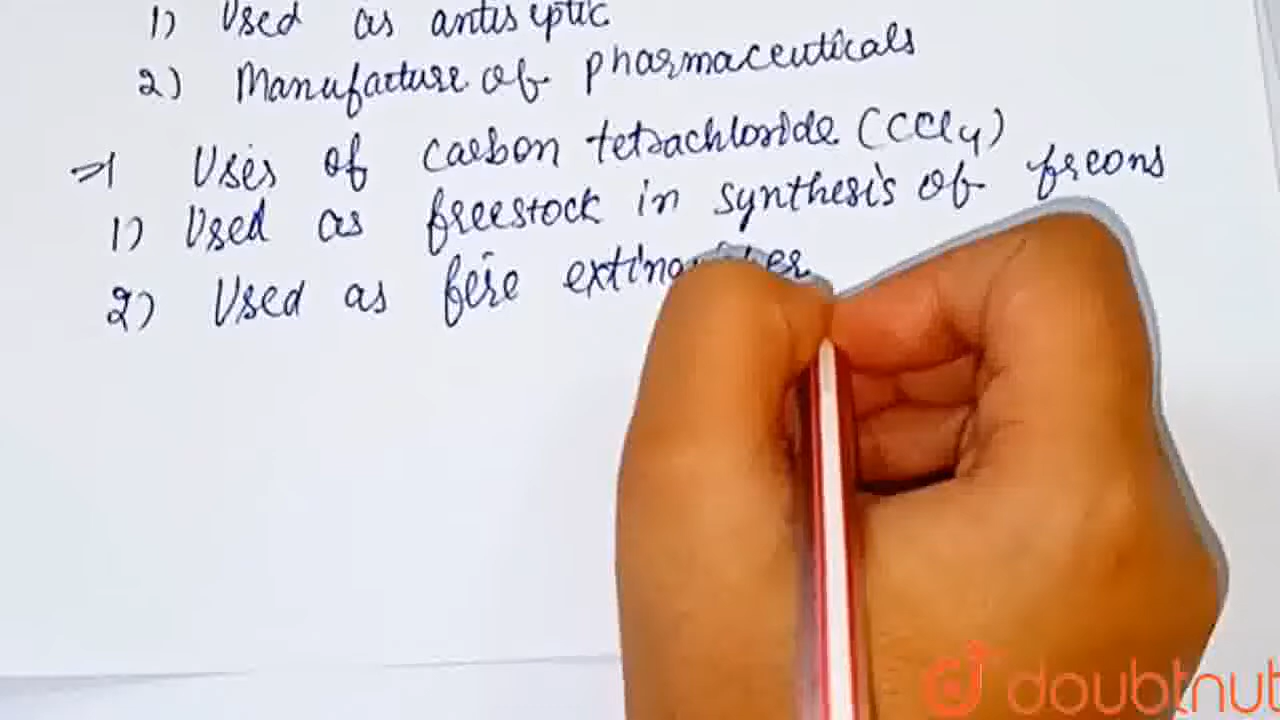 1) Used as antiseptic
2) Manufacture of pharmaceuticals
⇒ Uses of carbon tetrachloride (CCl4)
1) Used as freestock in synthesis of freons
2) Used as fire
doubtnut